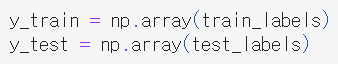 y_train = np.array(train_labels)
y_test = np.array(test_labels)